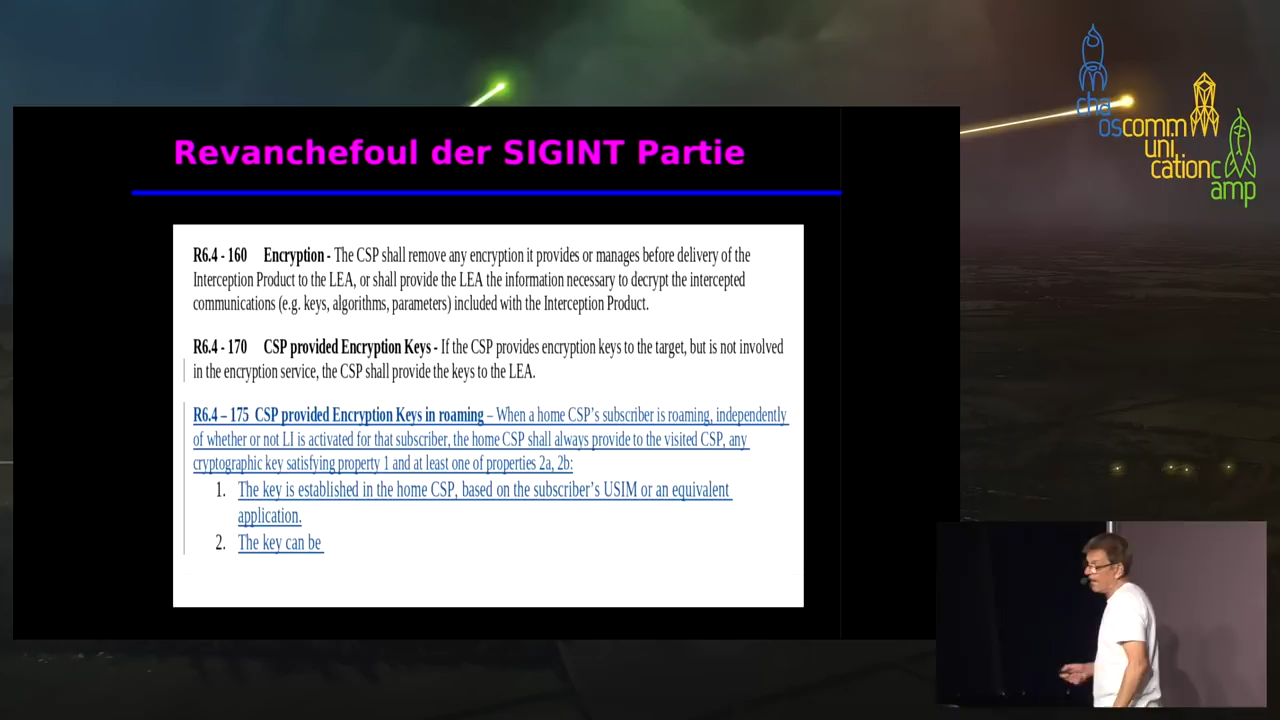 Revanchefoul der SIGINT Partie
R6.4 - 160 Encryption - The CSP shall remove any encryption it provides or manages before delivery of the
Interception Product to the LEA, or shall provide the LEA the information necessary to decrypt the intercepted
communications (e.g. keys, algorithms, parameters) included with the Interception Product.
R6.4 - 170 CSP provided Encryption Keys - If the CSP provides encryption keys to the target, but is not involved
in the encryption service, the CSP shall provide the keys to the LEA.
R6.4 – 175 CSP provided Encryption Keys in roaming – When a home CSP’s subscriber is roaming, independently
of whether or not LI is activated for that subscriber, the home CSP shall always provide to the visited CSP, any
cryptographic key satisfying property 1 and at least one of properties 2a, 2b:
1. The key is established in the home CSP, based on the subscriber’s USIM or an equivalent
application.
2. The key can be
cha
oscomm
uni
cationc
amp